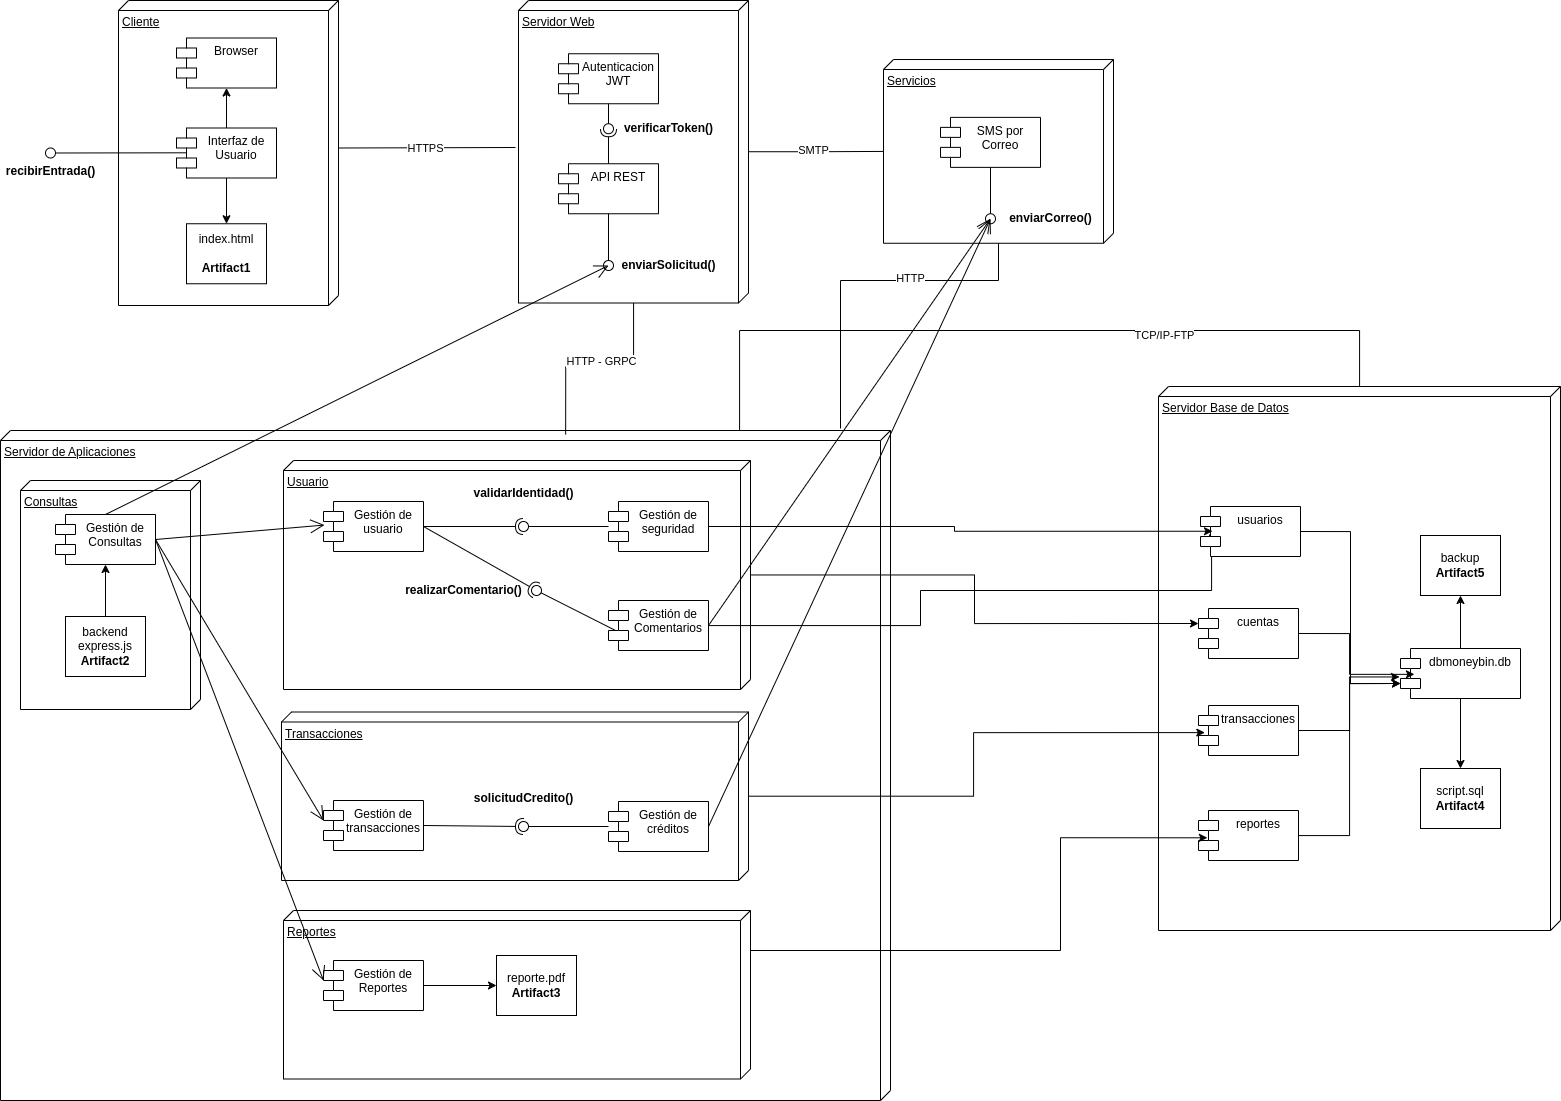 Cliente
Browser
Interfaz de
Usuario
recibirEntrada()
index.html
Artifact1
HTTPS
Servidor Web
Autenticacion
JWT
verificarToken()
API REST
enviarSolicitud()
SMTP
Servicios
SMS por
Correo
enviarCorreo()
HTTP
HTTP - GRPC
TCP/IP-FTP
Servidor de Aplicaciones
Consultas
Gestión de
Consultas
backend
express.js
Artifact2
Usuario
Gestión de
usuario
validarIdentidad()
Gestión de
seguridad
realizarComentario()
Gestión de
Comentarios
Transacciones
Gestión de
transacciones
solicitudCredito()
Gestión de
créditos
Reportes
Gestión de
Reportes
reporte.pdf
Artifact3
Servidor Base de Datos
usuarios
cuentas
transacciones
reportes
backup
Artifact5
dbmoneybin.db
script.sql
Artifact4